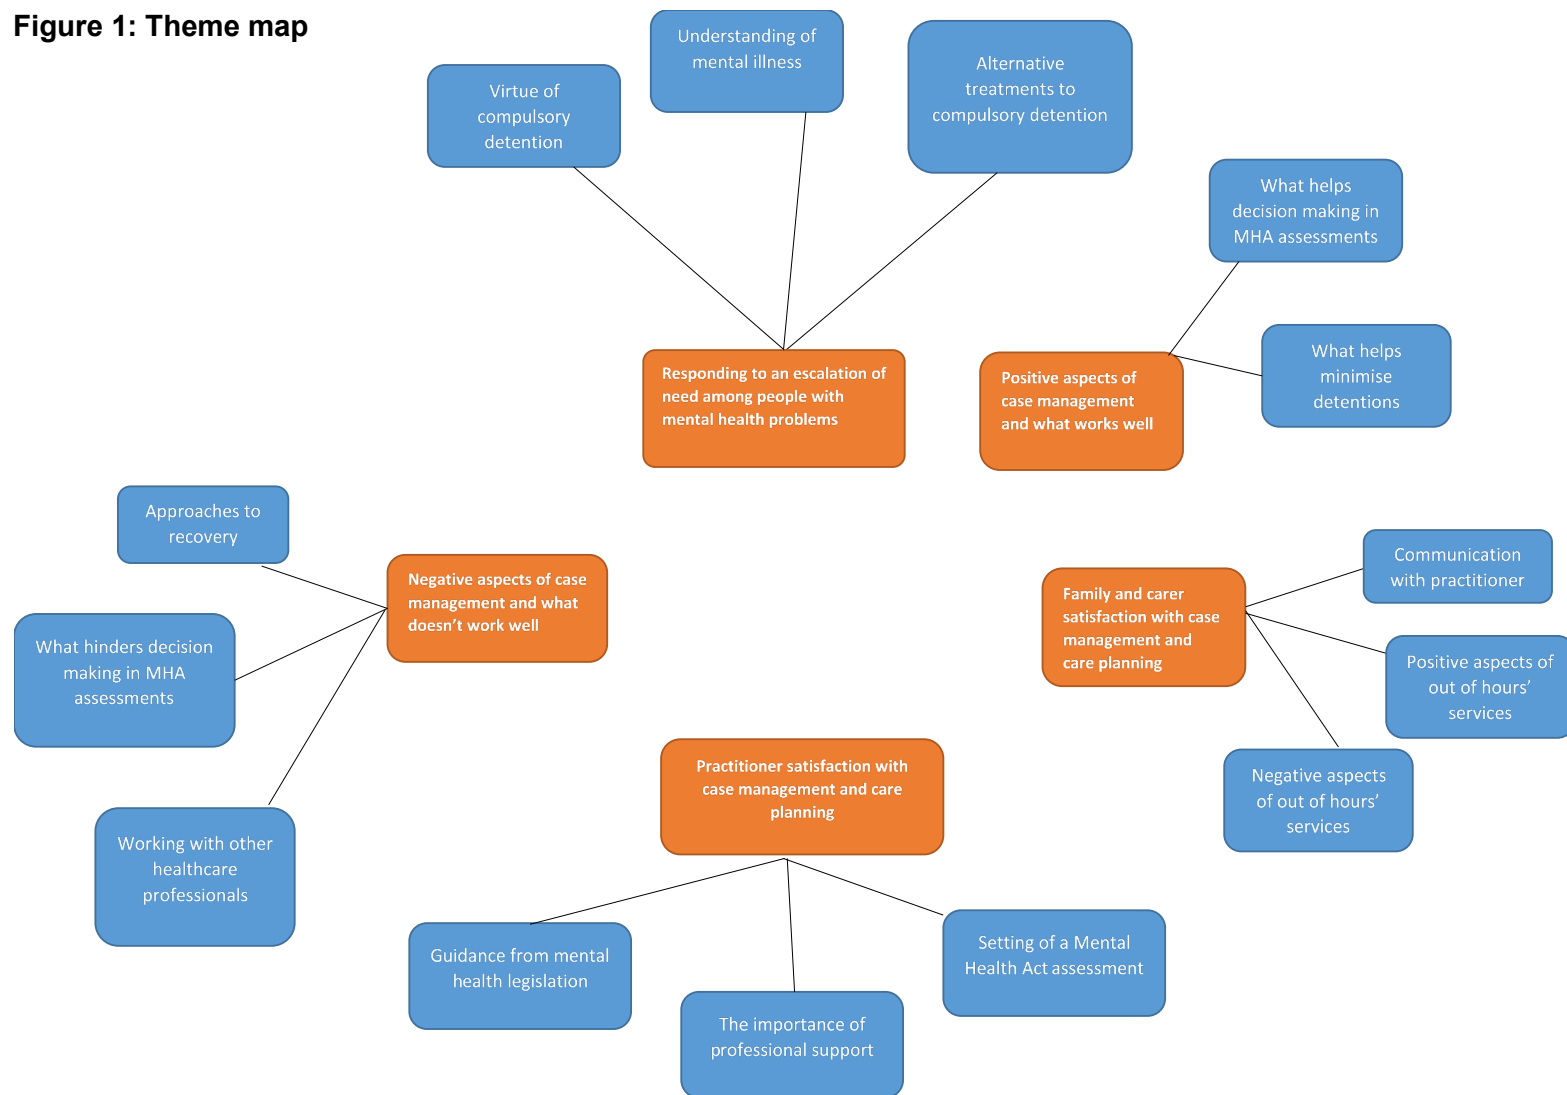 Figure 1: Theme map
Virtue of
compulsory
detention
Understanding of
mental illness
Alternative
treatments to
compulsory detention
What helps
decision making in
MHA assessments
What helps
minimise
detentions
Responding to an escalation of
need among people with
mental health problems
Positive aspects of
case management
and what works well
Approaches to
recovery
What hinders decision
making in MHA
assessments
Working with other
healthcare
professionals
Negative aspects of case
management and what
doesn’t work well
Family and carer
satisfaction with case
management and
care planning
Communication
with practitioner
Positive aspects of
out of hours’
services
Negative aspects
of out of hours’
services
Practitioner satisfaction with
case management and care
planning
Guidance from mental
health legislation
The importance of
professional support
Setting of a Mental
Health Act assessment